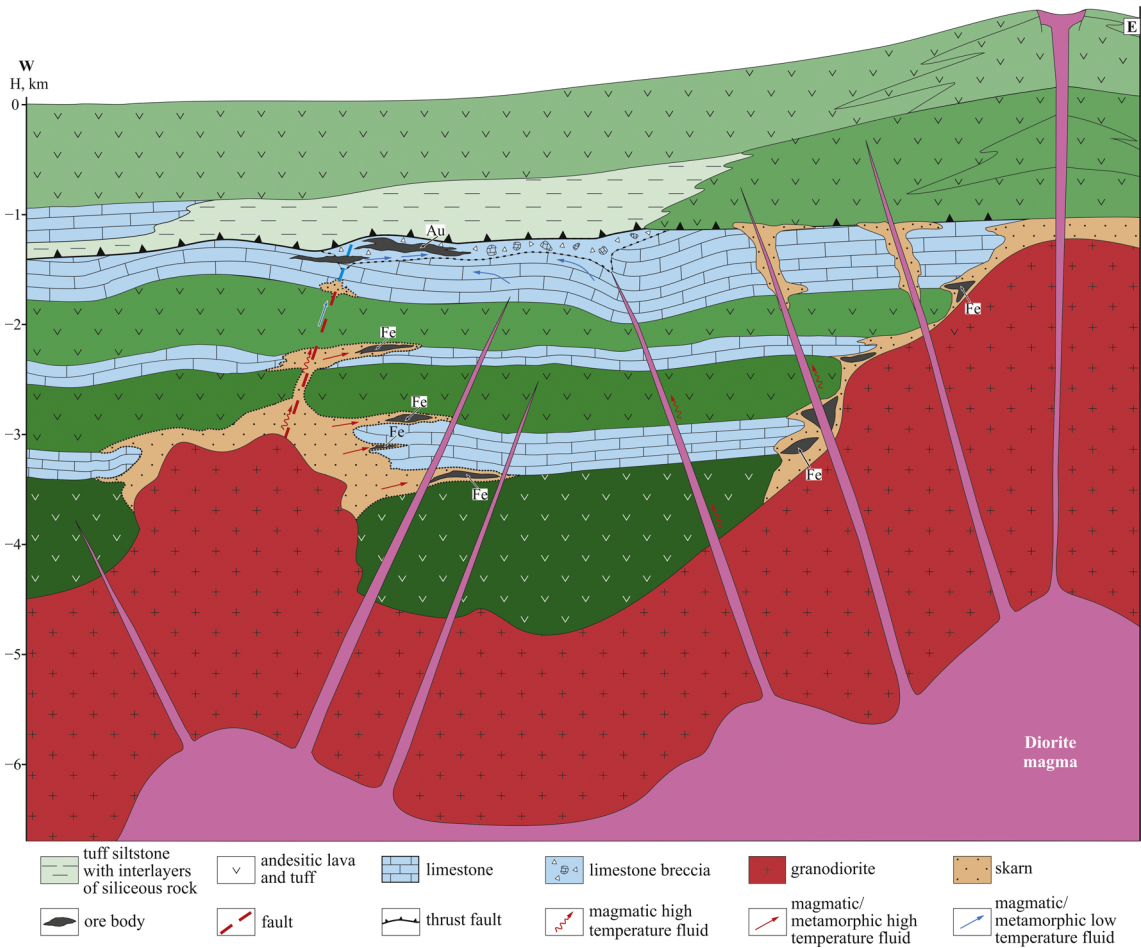 W
E
H, km
0
−1
Au
Fe
Fe
−2
Fe
Fe
−3
Fe
Fe
−4
−5
Diorite
magma
−6
tuff siltstone
with interlayers
of siliceous rock
andesitic lava
and tuff
limestone
limestone breccia
granodiorite
skarn
ore body
fault
thrust fault
magmatic high
temperature fluid
magmatic/
metamorphic high
temperature fluid
magmatic/
metamorphic low
temperature fluid